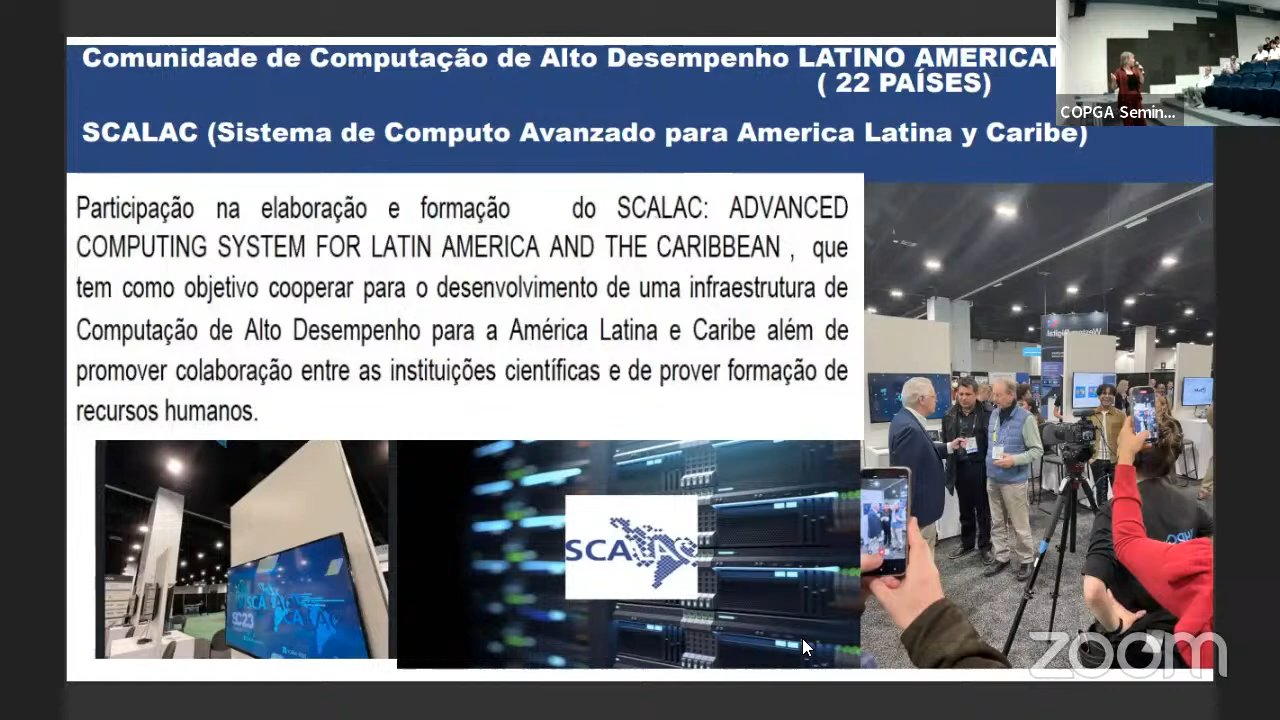 Comunidade de Computação de Alto Desempenho LATINO AMERICAN
( 22 PAÍSES)
SCALAC (Sistema de Computo Avanzado para America Latina y Caribe)
COPGA Semin...
Participação na elaboração e formação do SCALAC: ADVANCED
COMPUTING SYSTEM FOR LATIN AMERICA AND THE CARIBBEAN , que
tem como objetivo cooperar para o desenvolvimento de uma infraestrutura de
Computação de Alto Desempenho para a América Latina e Caribe além de
promover colaboração entre as instituições científicas e de prover formação de
recursos humanos.
SCALAC
SCALAC
SC23
zoom